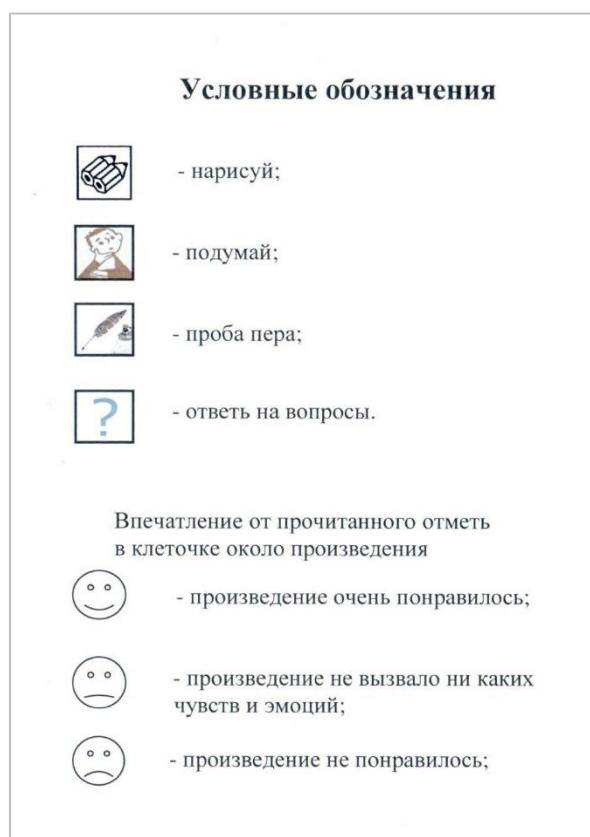 Условные обозначения
- нарисуй;
- подумай;
- проба пера;
?
- ответь на вопросы.
Впечатление от прочитанного отметь
в клеточке около произведения
- произведение очень понравилось;
- произведение не вызвало ни каких
чувств и эмоций;
- произведение не понравилось;